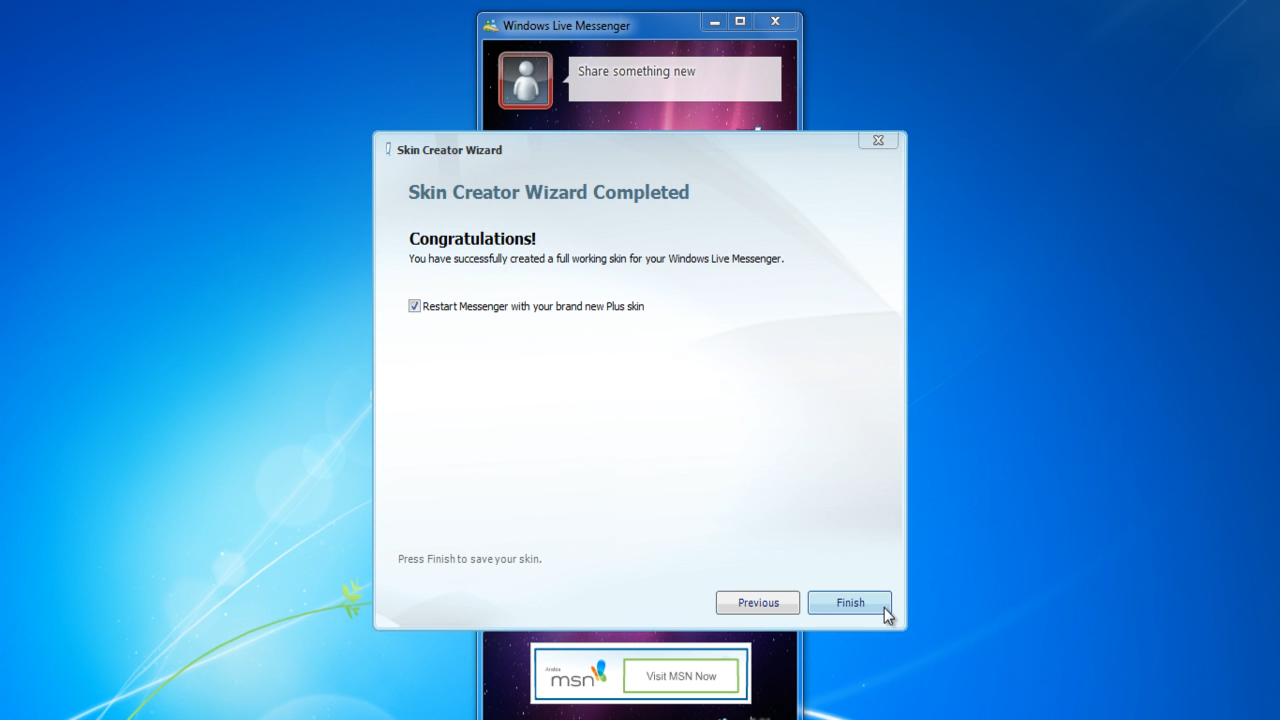 Windows Live Messenger
Share something new
Skin Creator Wizard
Skin Creator Wizard Completed
Congratulations!
You have successfully created a full working skin for your Windows Live Messenger.
Restart Messenger with your brand new Plus skin
Press Finish to save your skin.
Previous
Finish
msn
Visit MSN Now